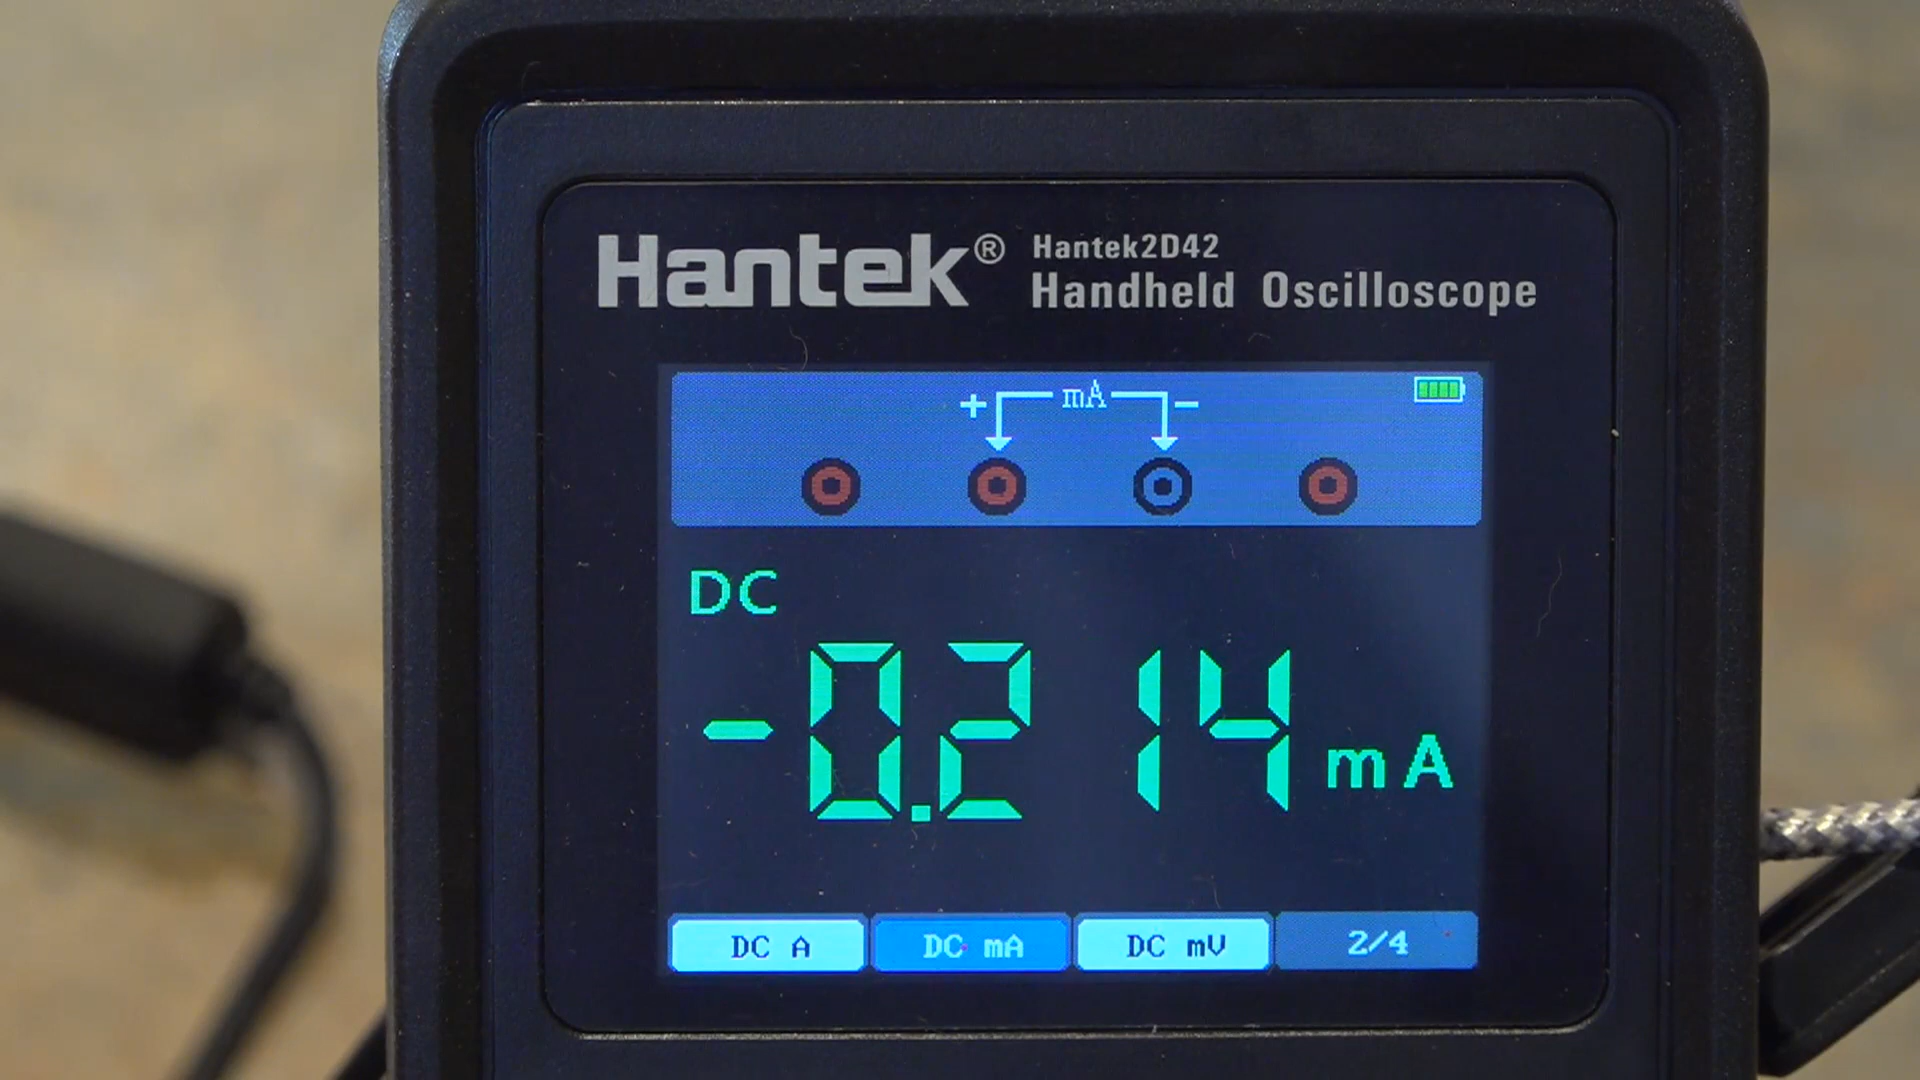 Hantek® Hantek2D42
Handheld Oscilloscope
+ mA -
DC
-0.214 mA
DC A DC mA DC mV 2/4